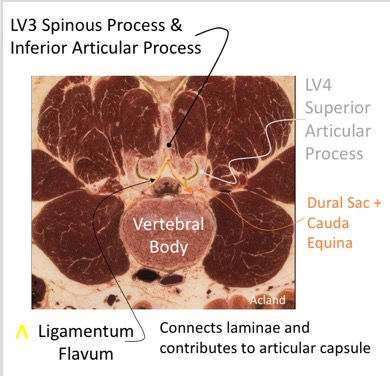 LV3 Spinous Process &
Inferior Articular Process
LV4
Superior
Articular
Process
Dural Sac +
Cauda
Equina
Vertebral
Body
Acland
Λ Ligamentum
Flavum
Connects laminae and
contributes to articular capsule